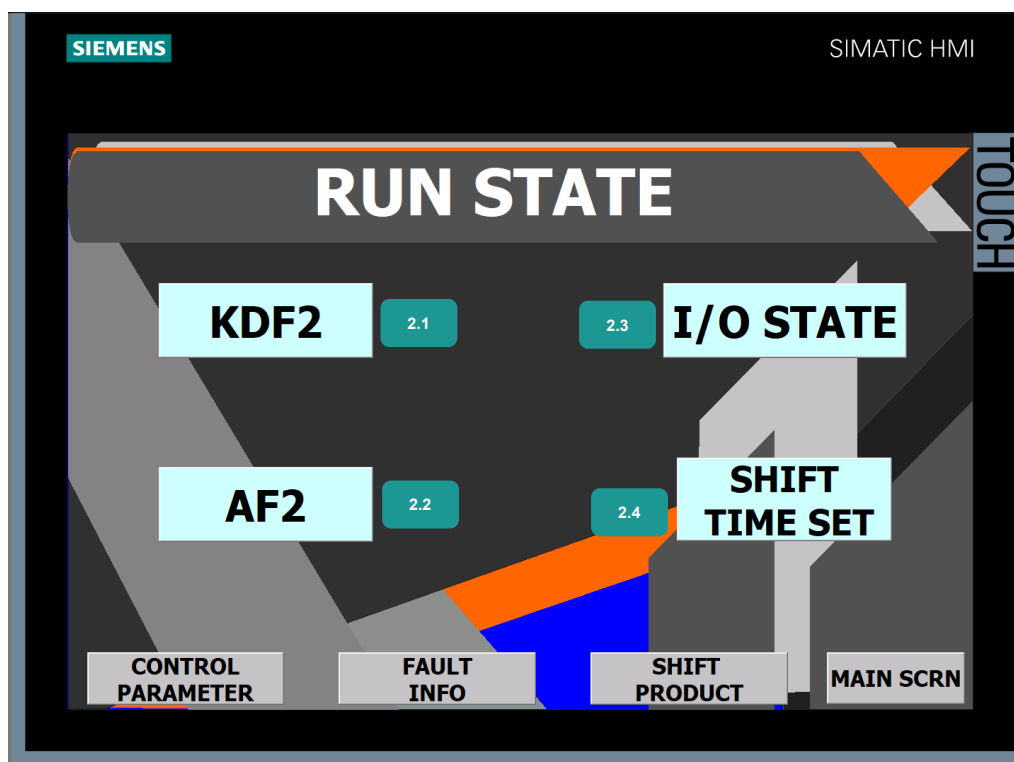 SIEMENS
SIMATIC HMI
TOUCH
RUN STATE
KDF2
2.1
2.3
I/O STATE
AF2
2.2
2.4
SHIFT
TIME SET
CONTROL
PARAMETER
FAULT
INFO
SHIFT
PRODUCT
MAIN SCRN